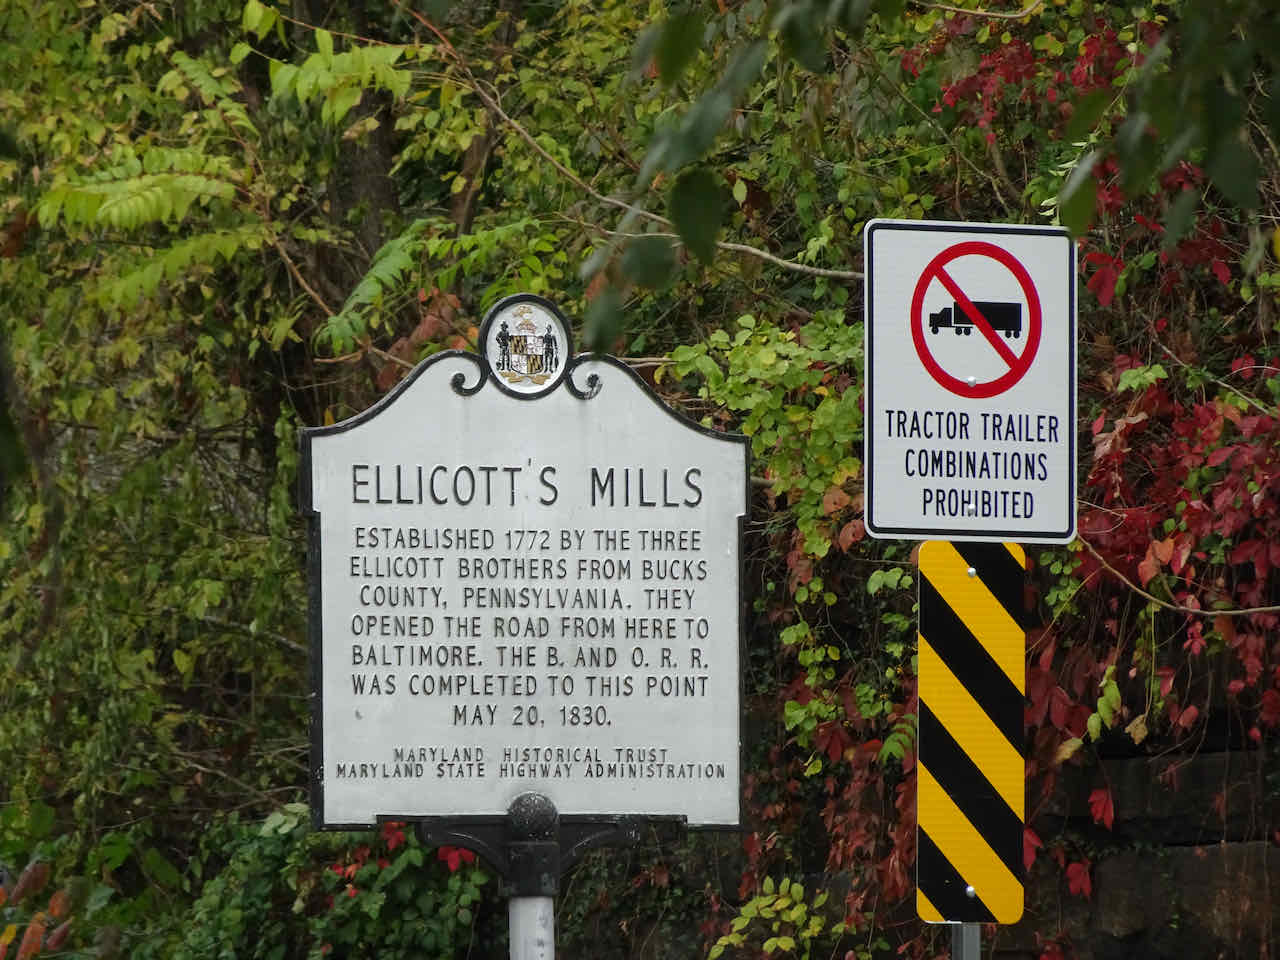 ELLICOTT'S MILLS
ESTABLISHED 1772 BY THE THREE
ELLICOTT BROTHERS FROM BUCKS
COUNTY, PENNSYLVANIA. THEY
OPENED THE ROAD FROM HERE TO
BALTIMORE. THE B. AND O. R. R.
WAS COMPLETED TO THIS POINT
MAY 20, 1830.
MARYLAND HISTORICAL TRUST
MARYLAND STATE HIGHWAY ADMINISTRATION
TRACTOR TRAILER
COMBINATIONS
PROHIBITED